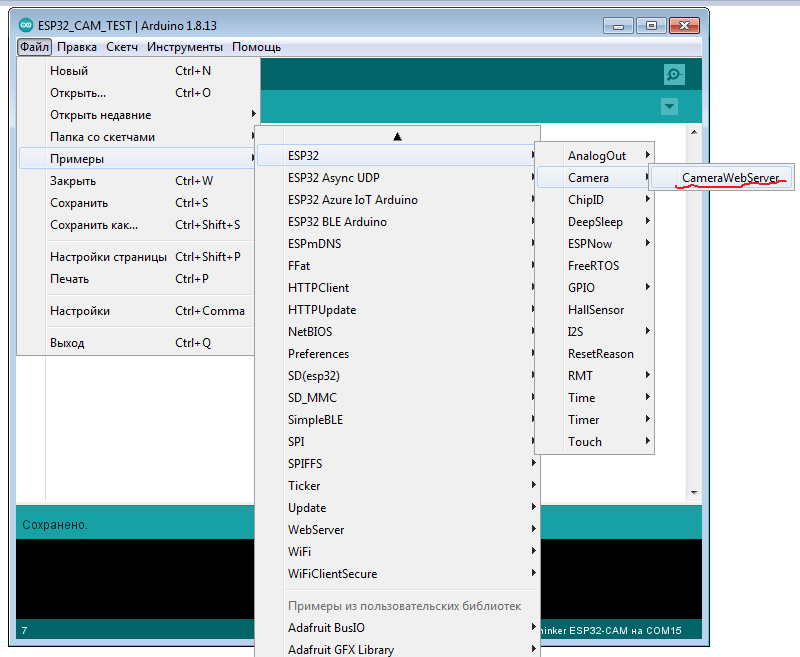 ESP32_CAM_TEST | Arduino 1.8.13
Файл Правка Скетч Инструменты Помощь
Новый Ctrl+N
Открыть... Ctrl+O
Открыть недавние
Папка со скетчами
Примеры
Закрыть Ctrl+W
Сохранить Ctrl+S
Сохранить как... Ctrl+Shift+S
Настройки страницы Ctrl+Shift+P
Печать Ctrl+P
Настройки Ctrl+Comma
Выход Ctrl+Q
ESP32
ESP32 Async UDP
ESP32 Azure IoT Arduino
ESP32 BLE Arduino
ESPmDNS
FFat
HTTPClient
HTTPUpdate
NetBIOS
Preferences
SD(esp32)
SD_MMC
SimpleBLE
SPI
SPIFFS
Ticker
Update
WebServer
WiFi
WiFiClientSecure
Примеры из пользовательских библиотек
Adafruit BusIO
Adafruit GFX Library
AnalogOut
Camera
ChipID
DeepSleep
ESPNow
FreeRTOS
GPIO
HallSensor
I2S
ResetReason
RMT
Time
Timer
Touch
CameraWebServer
Сохранено.
7
ESP32-CAM на COM15